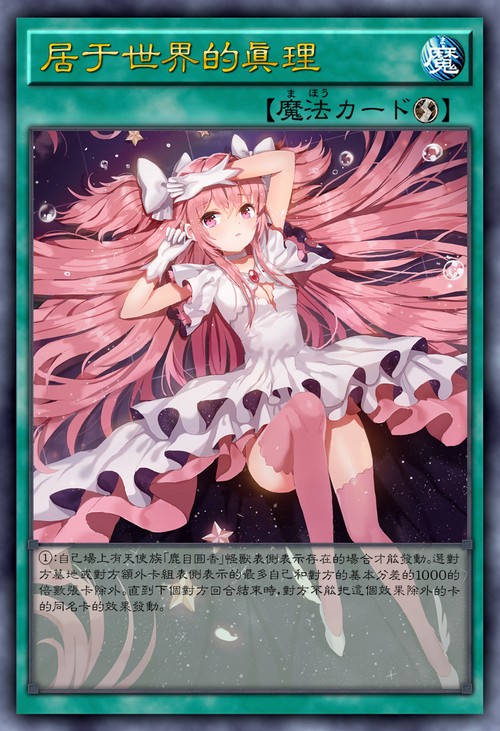 居于世界的眞理
魔
まほう
【魔法カード】
①:自己場上有天使族「鹿目圓香」怪獸表側表示存在的場合才能發動。選對
方墓地或對方額外卡組表側表示的最多自己和對方的基本分差的1000的
倍數張卡除外。直到下個對方回合結束時,對方不能把這個效果除外的卡
的同名卡的效果發動。